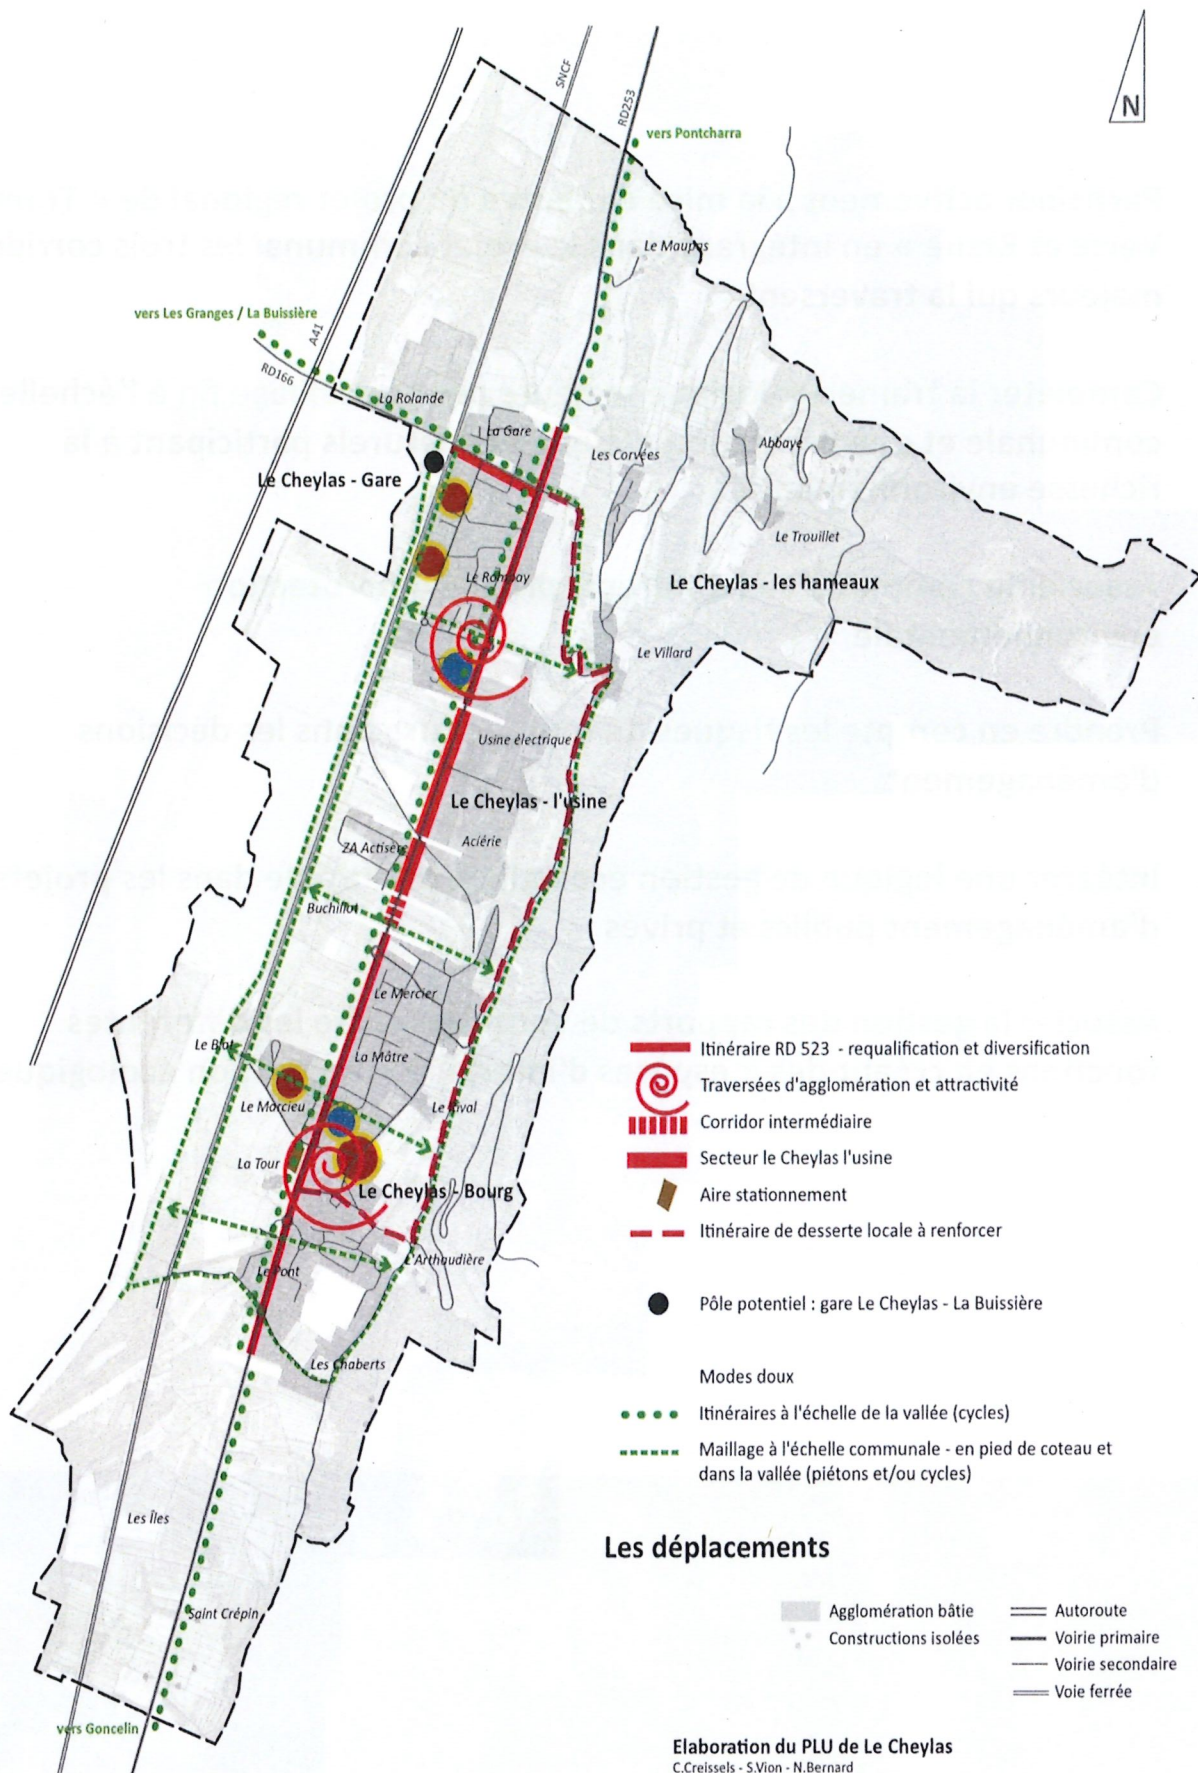 N
SNCF
RD253
vers Pontcharra
Le Maupas
vers Les Granges / La Buissière
A41
RD166
La Rolande
La Gare
Les Corvées
Abbaye
Le Cheylas - Gare
Le Trouillet
Le Rompay
Le Cheylas - les hameaux
Le Villard
Usine électrique
Le Cheylas - l'usine
Aciérie
ZA Actisère
Buchillot
Le Mercier
Le Blat
La Mâtre
Le Marcieu
Le Rival
La Tour
Le Cheylas - Bourg
L'Arthaudière
Le Pont
Les Chaberts
Les Îles
Saint Crépin
vers Goncelin
Itinéraire RD 523 - requalification et diversification
Traversées d'agglomération et attractivité
Corridor intermédiaire
Secteur le Cheylas l'usine
Aire stationnement
Itinéraire de desserte locale à renforcer
Pôle potentiel : gare Le Cheylas - La Buissière
Modes doux
Itinéraires à l'échelle de la vallée (cycles)
Maillage à l'échelle communale - en pied de coteau et
dans la vallée (piétons et/ou cycles)
Les déplacements
Agglomération bâtie
Constructions isolées
Autoroute
Voirie primaire
Voirie secondaire
Voie ferrée
Elaboration du PLU de Le Cheylas
C.Creissels - S.Vion - N.Bernard